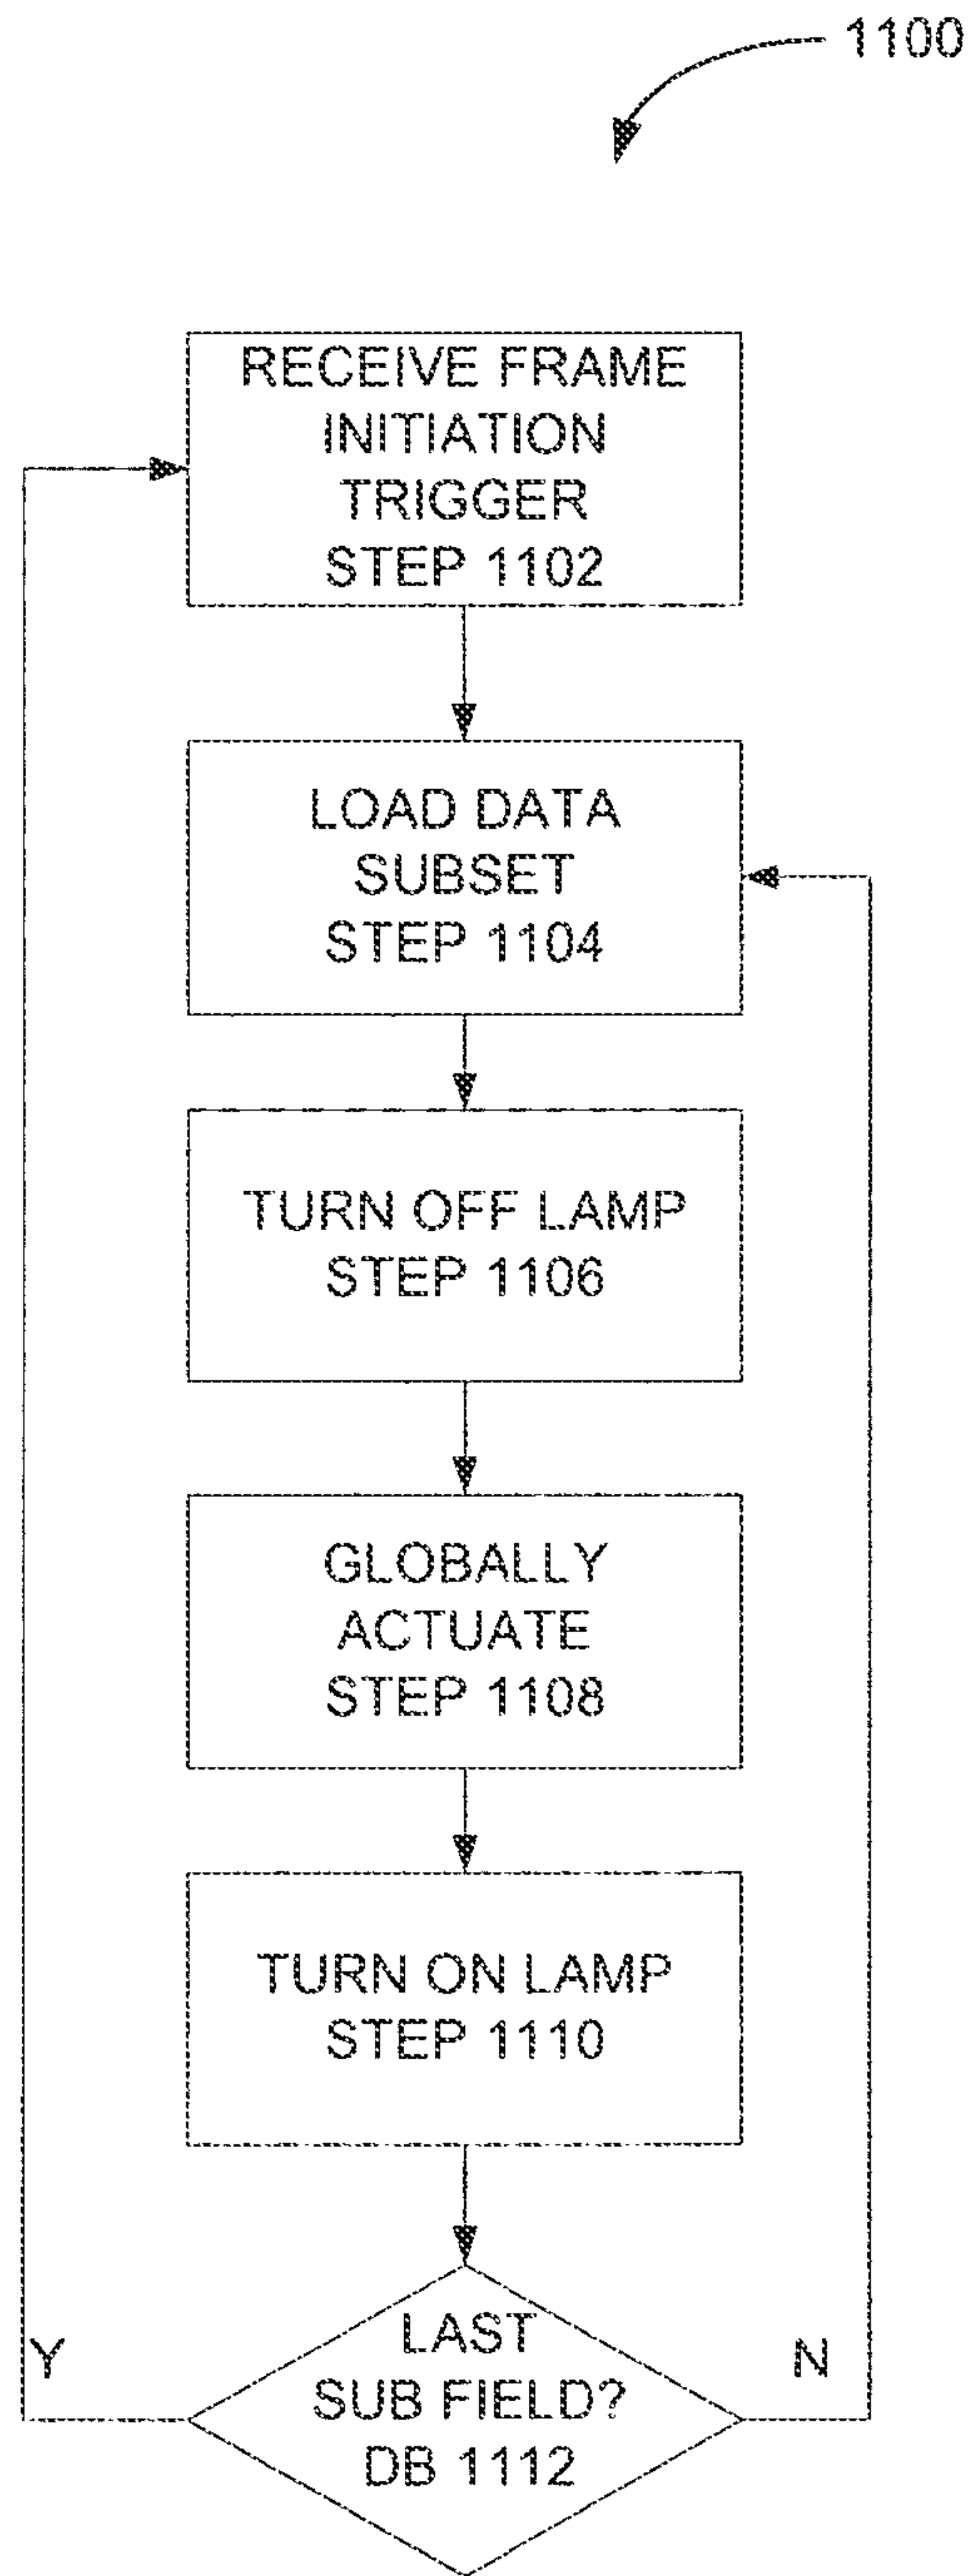 1100
RECEIVE FRAME
INITIATION
TRIGGER
STEP 1102
LOAD DATA
SUBSET
STEP 1104
TURN OFF LAMP
STEP 1106
GLOBALLY
ACTUATE
STEP 1108
TURN ON LAMP
STEP 1110
LAST
SUB FIELD?
DB 1112
Y
N